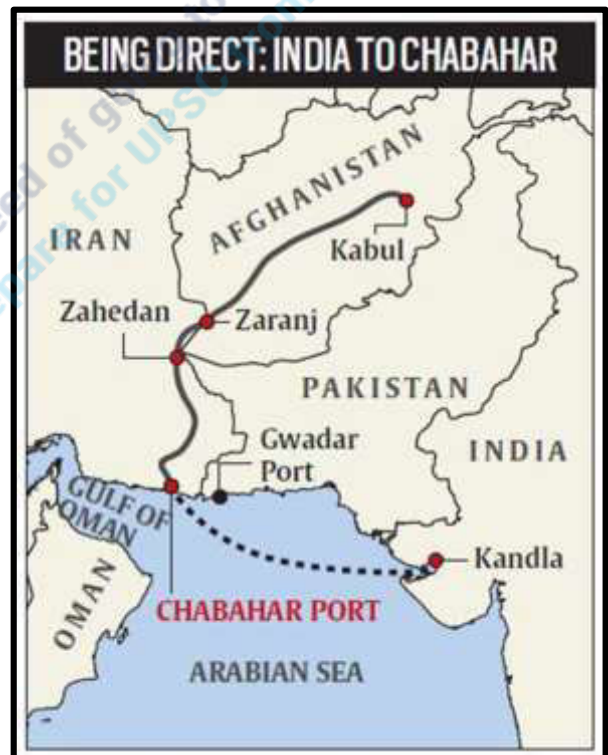 BEING DIRECT: INDIA TO CHABAHAR
AFGHANISTAN
IRAN
Kabul
Zahedan
Zaranj
PAKISTAN
Gwadar
Port
INDIA
GULF OF
OMAN
Kandla
OMAN
CHABAHAR PORT
ARABIAN SEA